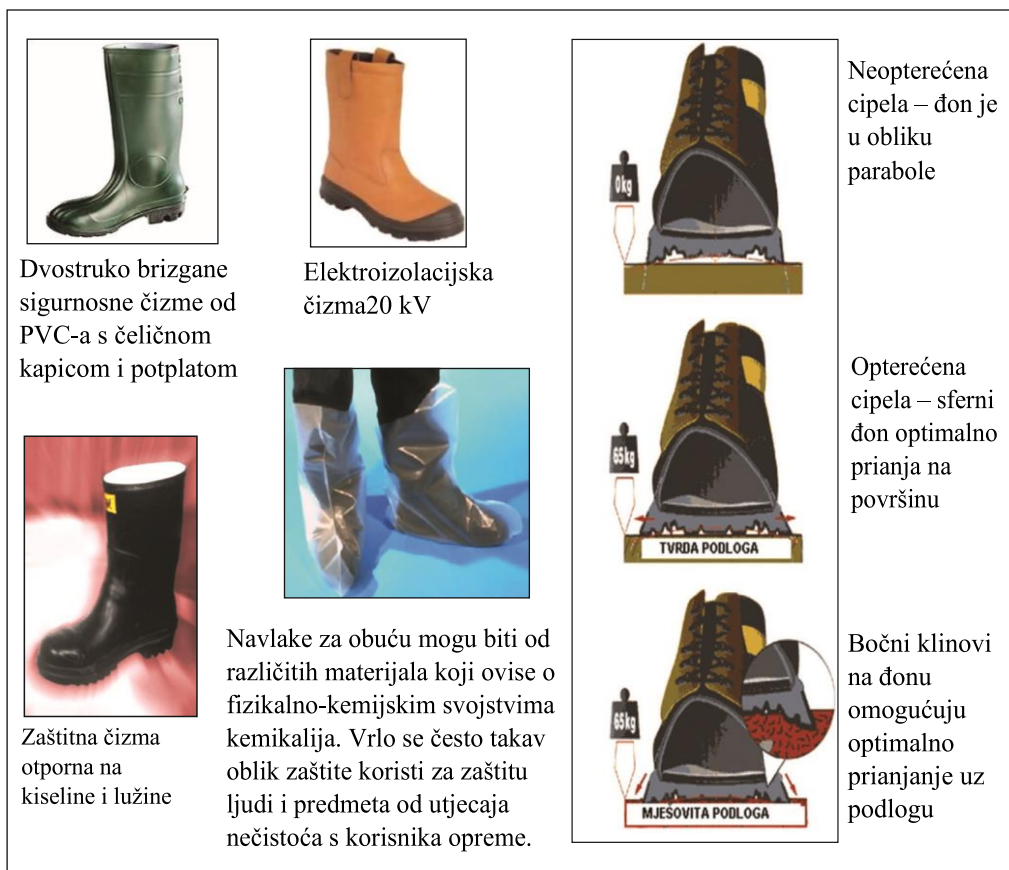 Dvostruko brizgane
sigurnosne čizme od
PVC-a s čeličnom
kapicom i potplatom
Elektroizolacijska
čizma20 kV
Zaštitna čizma
otporna na
kiseline i lužine
Navlake za obuću mogu biti od
različitih materijala koji ovise o
fizikalno-kemijskim svojstvima
kemikalija. Vrlo se često takav
oblik zaštite koristi za zaštitu
ljudi i predmeta od utjecaja
nečistoća s korisnika opreme.
0kg
Neopterećena
cipela – đon je
u obliku
parabole
65kg
TVRDA PODLOGA
Opterećena
cipela – sferni
đon optimalno
prianja na
površinu
65kg
MJEŠOVITA PODLOGA
Bočni klinovi
na đonu
omogućuju
optimalno
prianjanje uz
podlogu